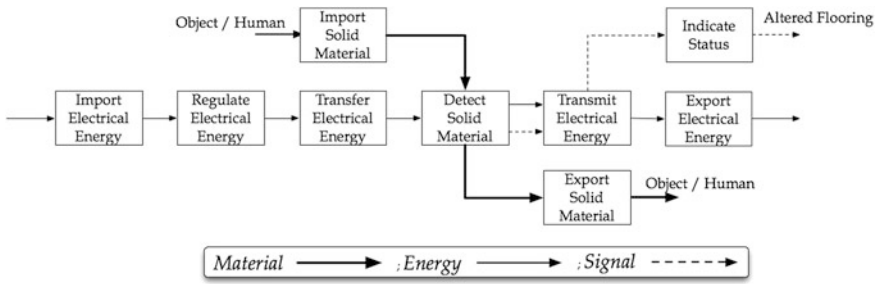 Object / Human
Import
Solid
Material
Indicate
Status
Altered Flooring
Import
Electrical
Energy
Regulate
Electrical
Energy
Transfer
Electrical
Energy
Detect
Solid
Material
Transmit
Electrical
Energy
Export
Electrical
Energy
Export
Solid
Material
Object / Human
Material ; Energy ; Signal